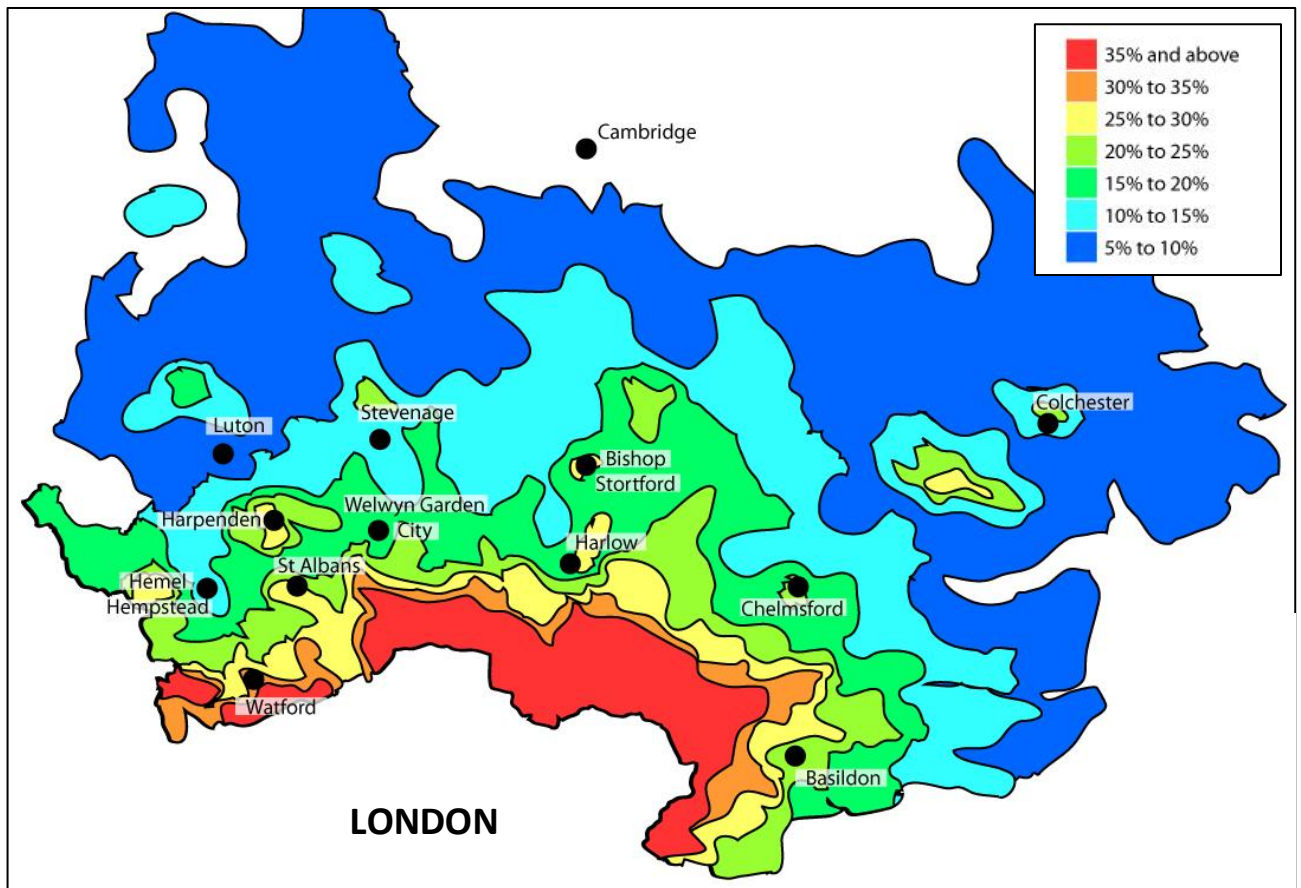 35% and above
30% to 35%
25% to 30%
20% to 25%
15% to 20%
10% to 15%
5% to 10%
Cambridge
Colchester
Stevenage
Luton
Bishop
Stortford
Welwyn Garden
City
Harpenden
Harlow
St Albans
Hemel
Hempstead
Chelmsford
Watford
Basildon
LONDON